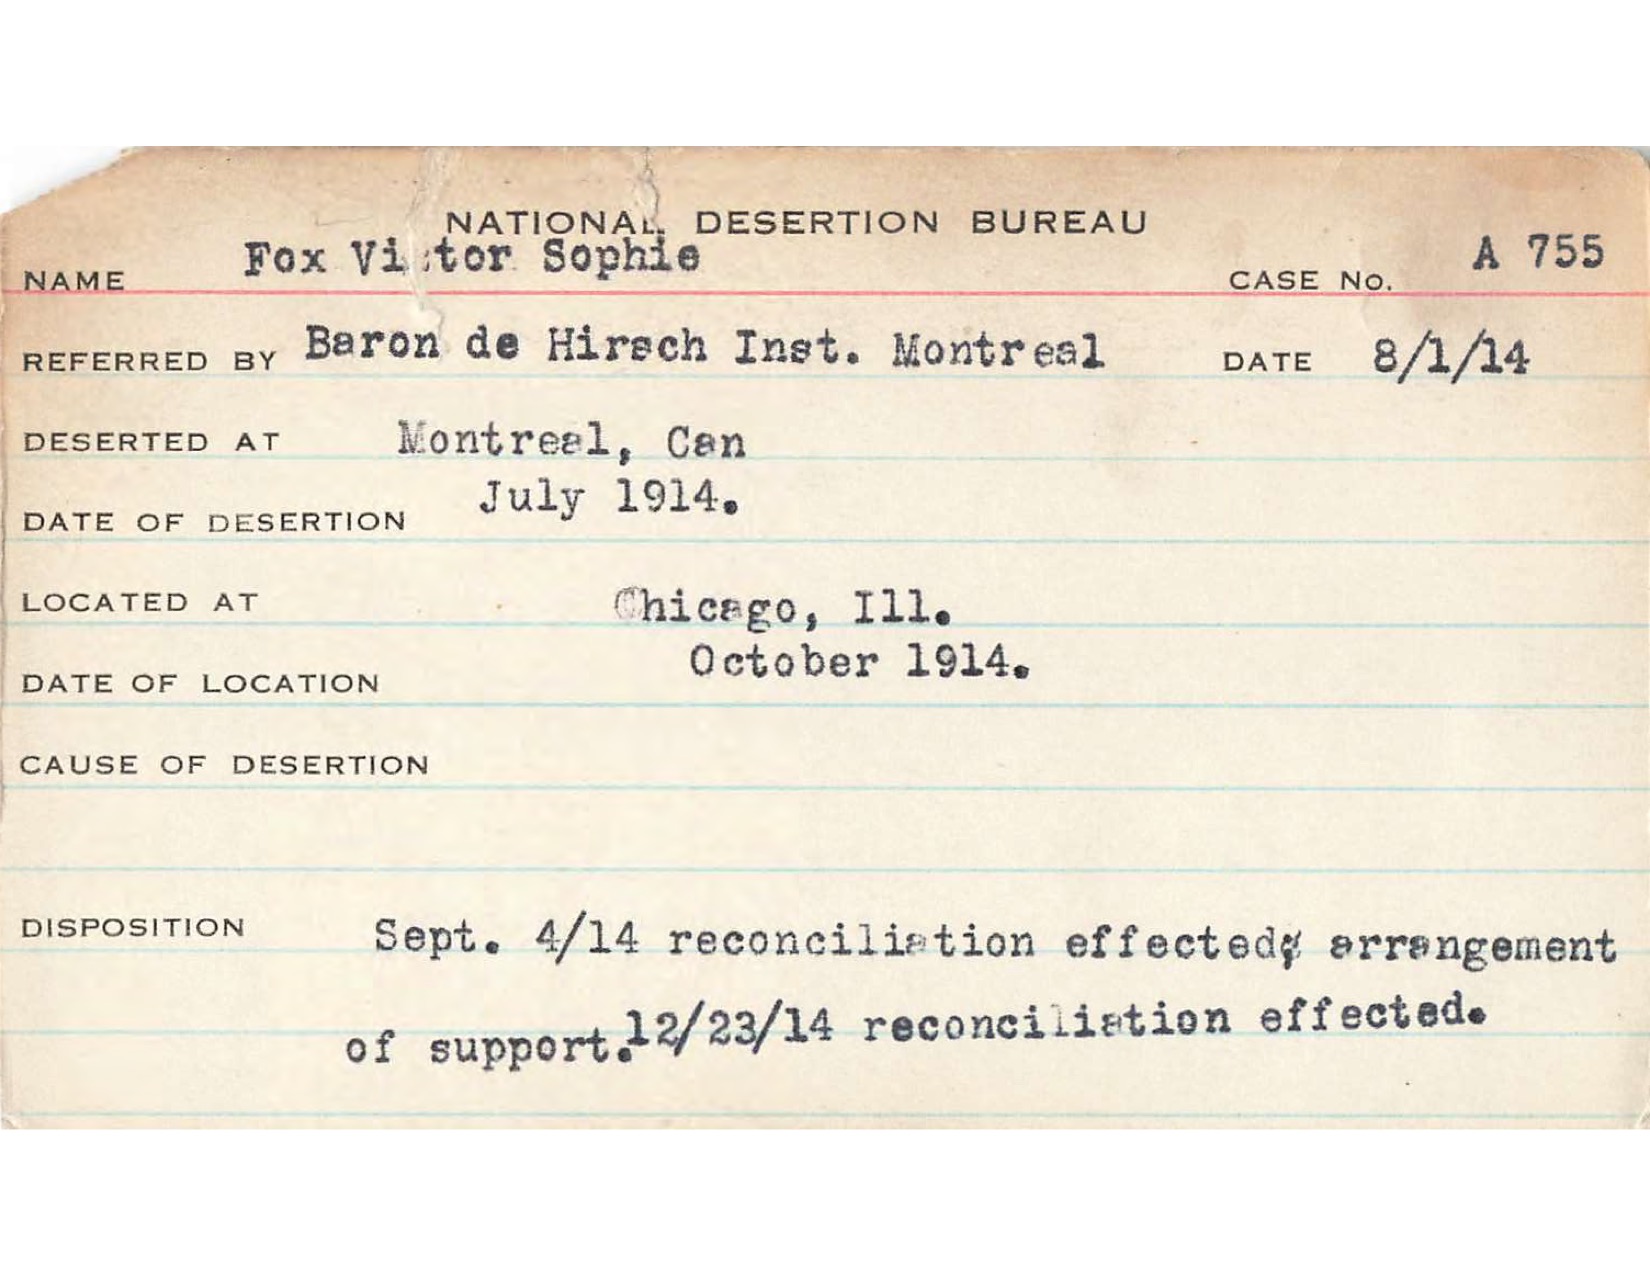 NATIONAL DESERTION BUREAU
NAME Fox Victor Sophie CASE No. A 755
REFERRED BY Baron de Hirsch Inst. Montreal DATE 8/1/14
DESERTED AT Montreal, Can
DATE OF DESERTION July 1914.
LOCATED AT Chicago, Ill.
DATE OF LOCATION October 1914.
CAUSE OF DESERTION
DISPOSITION Sept. 4/14 reconciliation effected; arrangement
of support. 12/23/14 reconciliation effected.